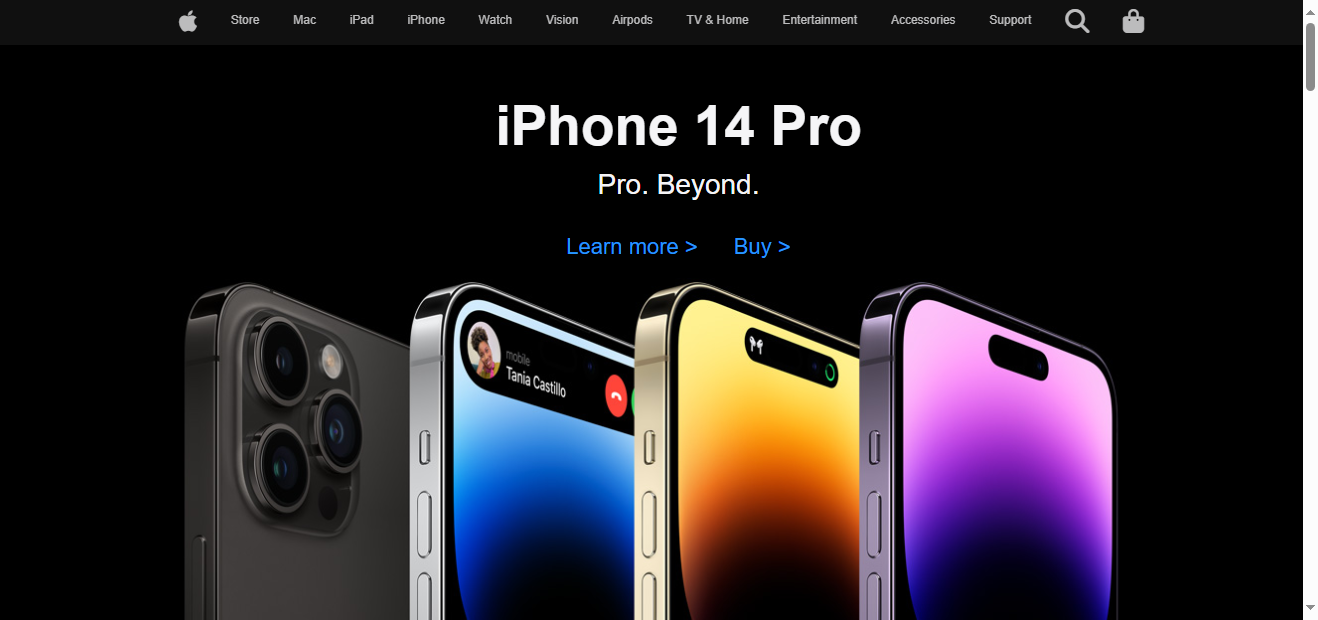 Store Mac iPad iPhone Watch Vision Airpods TV & Home Entertainment Accessories Support
iPhone 14 Pro
Pro. Beyond.
Learn more > Buy >
mobile
Tania Castillo